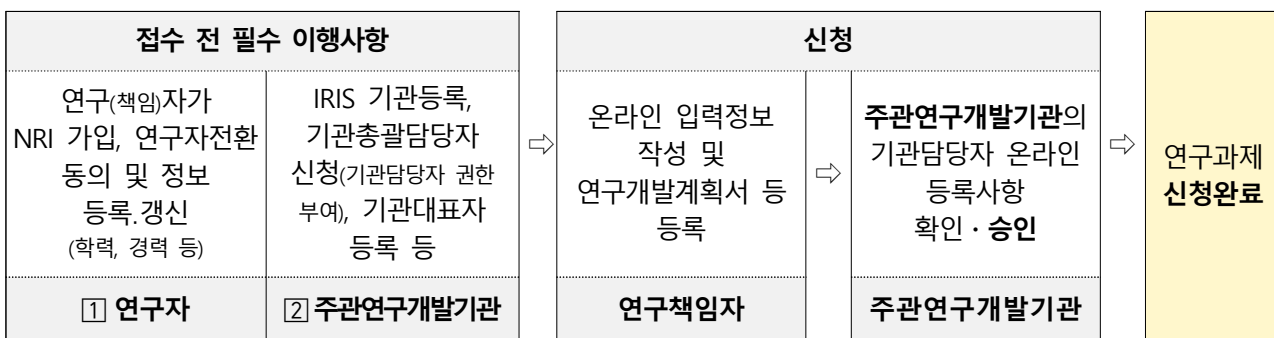 접수 전 필수 이행사항
연구(책임)자가
NRI 가입, 연구자전환
동의 및 정보
등록.갱신
(학력, 경력 등)
1 연구자
IRIS 기관등록,
기관총괄담당자
신청(기관담당자 권한
부여), 기관대표자
등록 등
2 주관연구개발기관
⇨
신청
온라인 입력정보
작성 및
연구개발계획서 등
등록
연구책임자
⇨
주관연구개발기관의
기관담당자 온라인
등록사항
확인·승인
주관연구개발기관
⇨
연구과제
신청완료